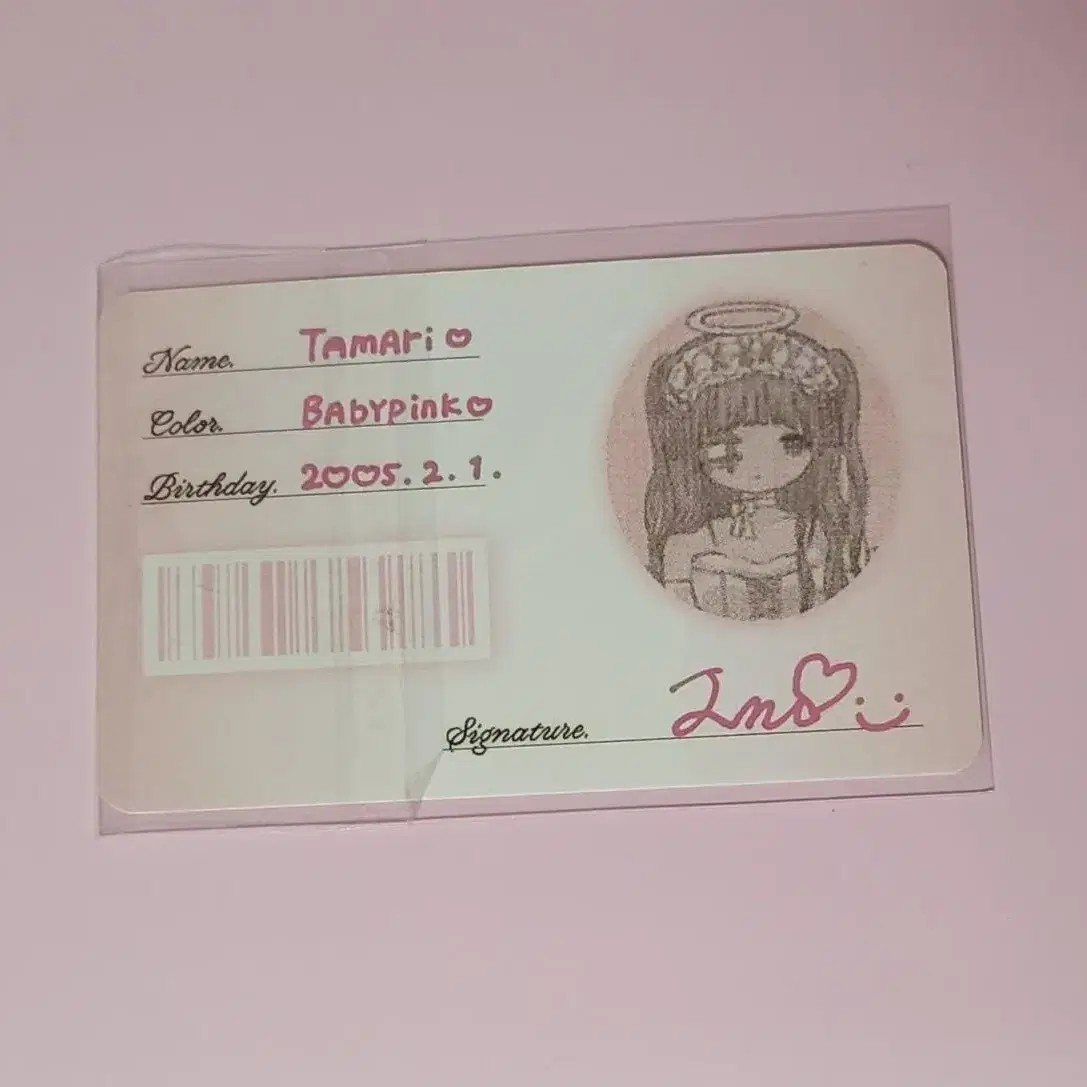 Name. TAMARi ♡
Color. BABYPiNK ♡
Birthday. 2005.2.1.
Signature.